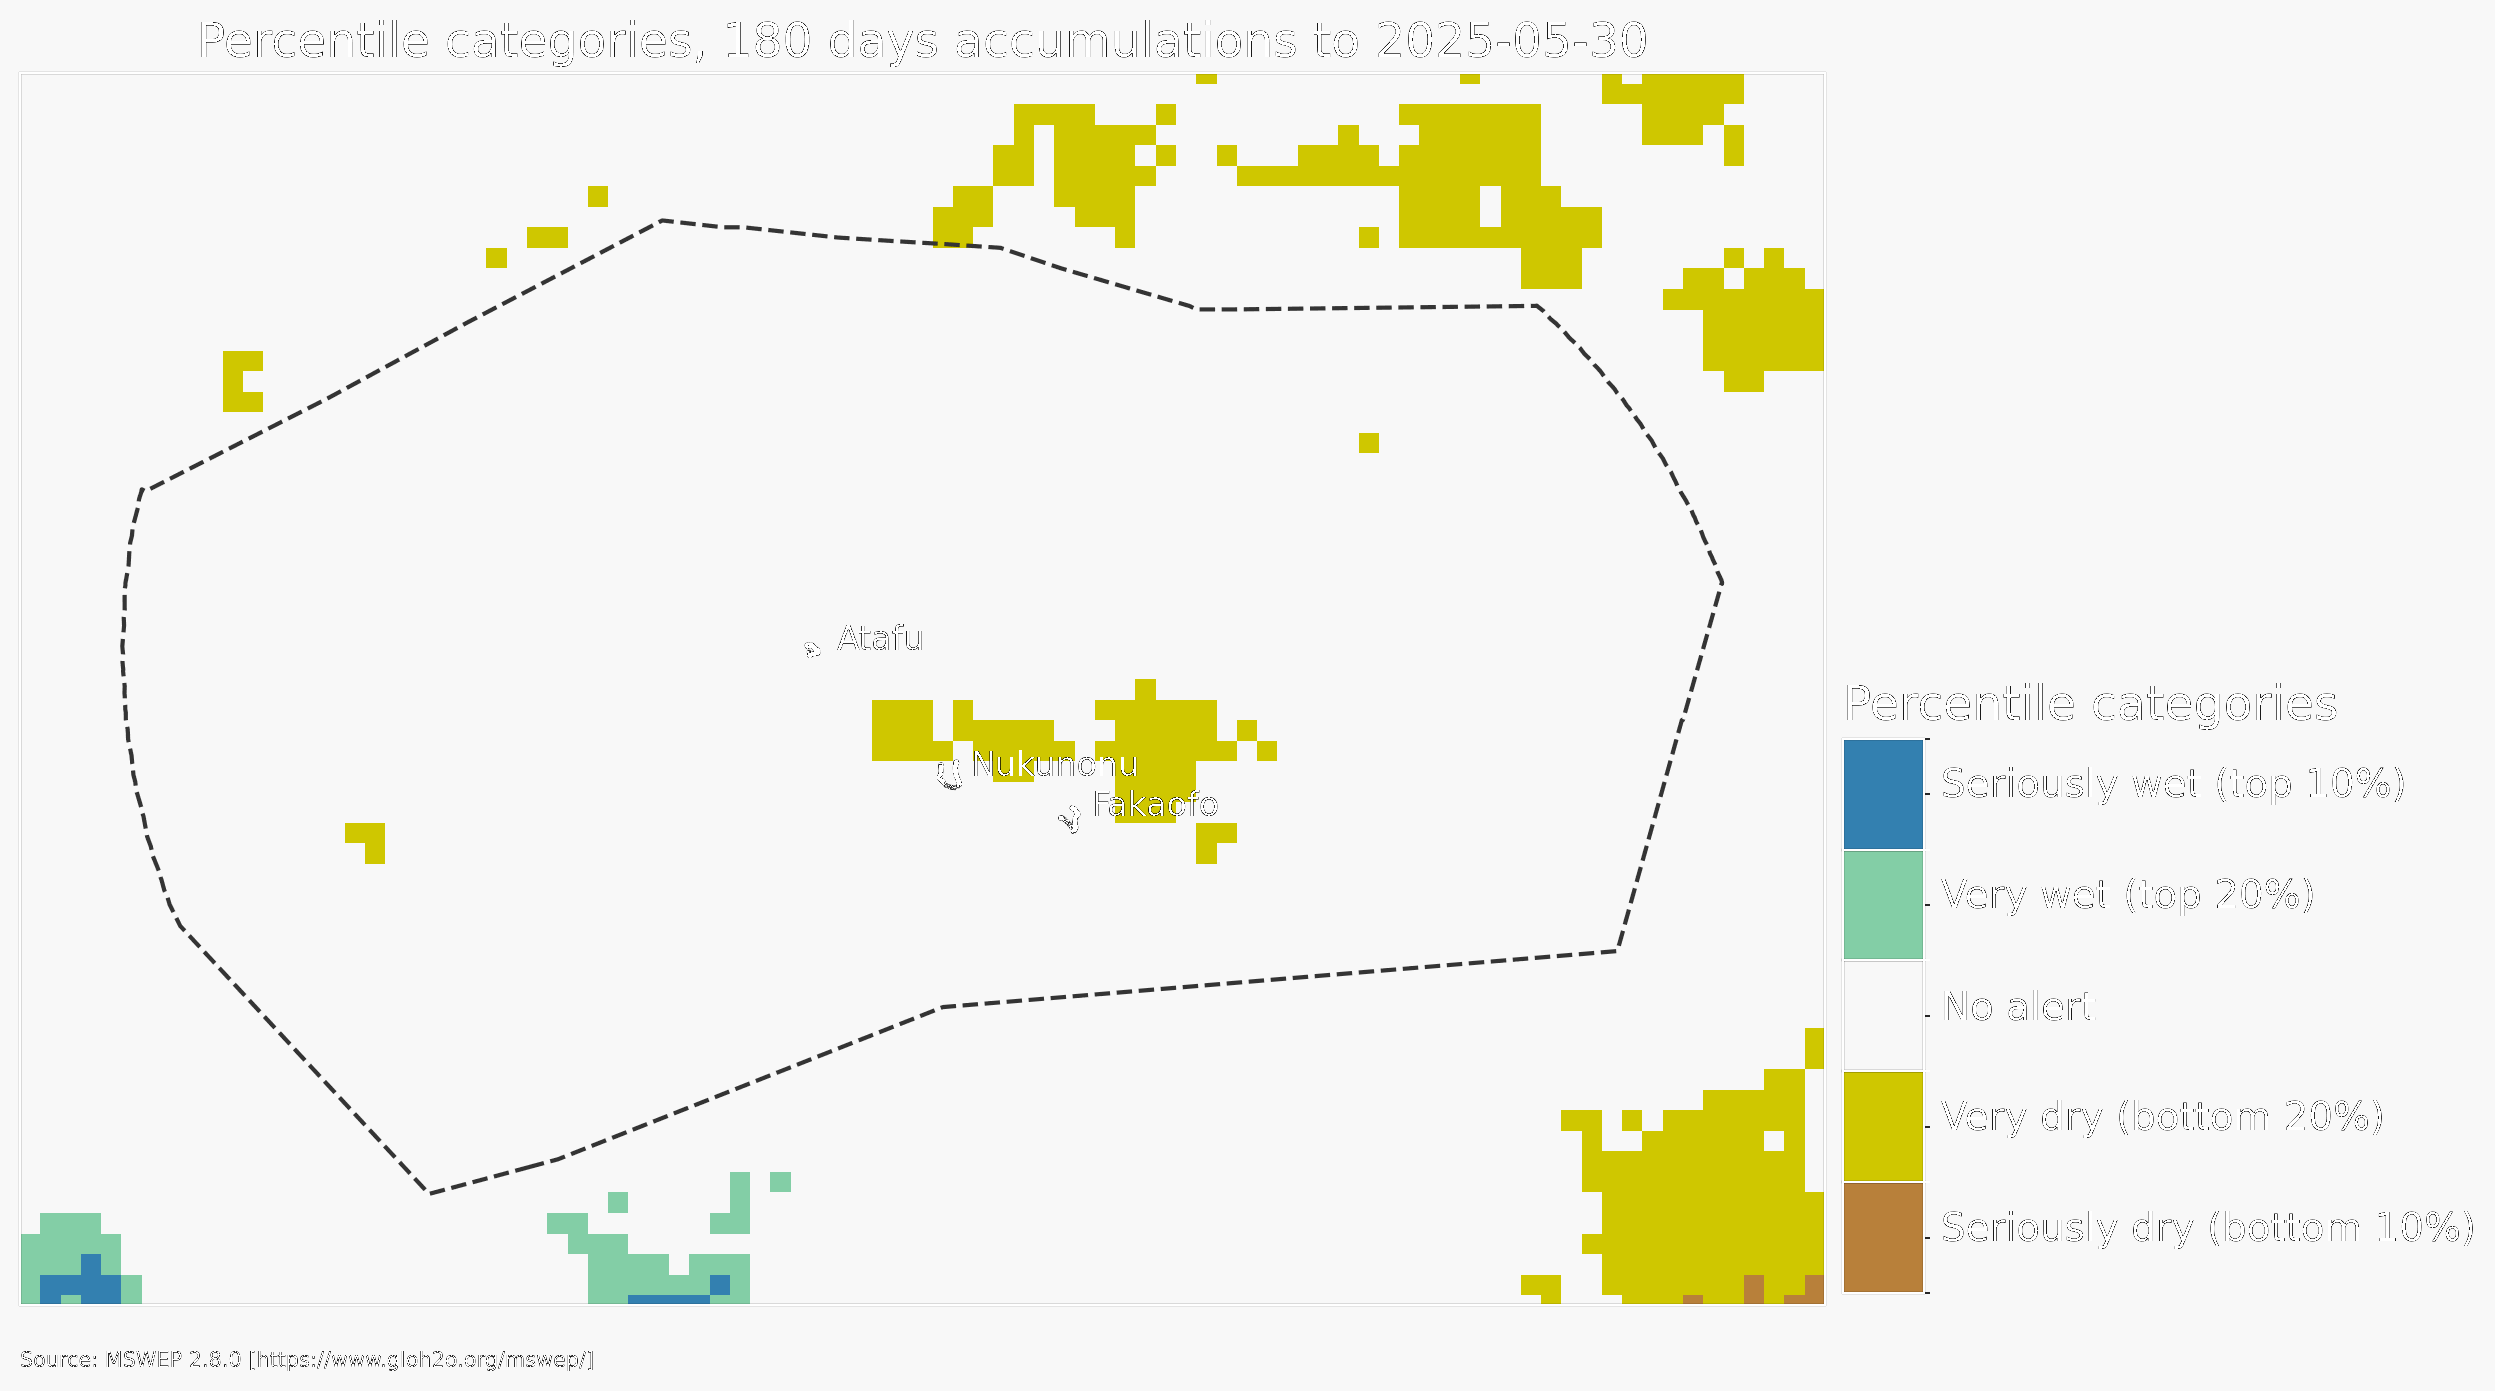 Percentile categories, 180 days accumulations to 2025-05-30
Atafu
Nukunonu
Fakaofo
Percentile categories
Seriously wet (top 10%)
Very wet (top 20%)
No alert
Very dry (bottom 20%)
Seriously dry (bottom 10%)
Source: MSWEP 2.8.0 [https://www.gloh2o.org/mswep/]